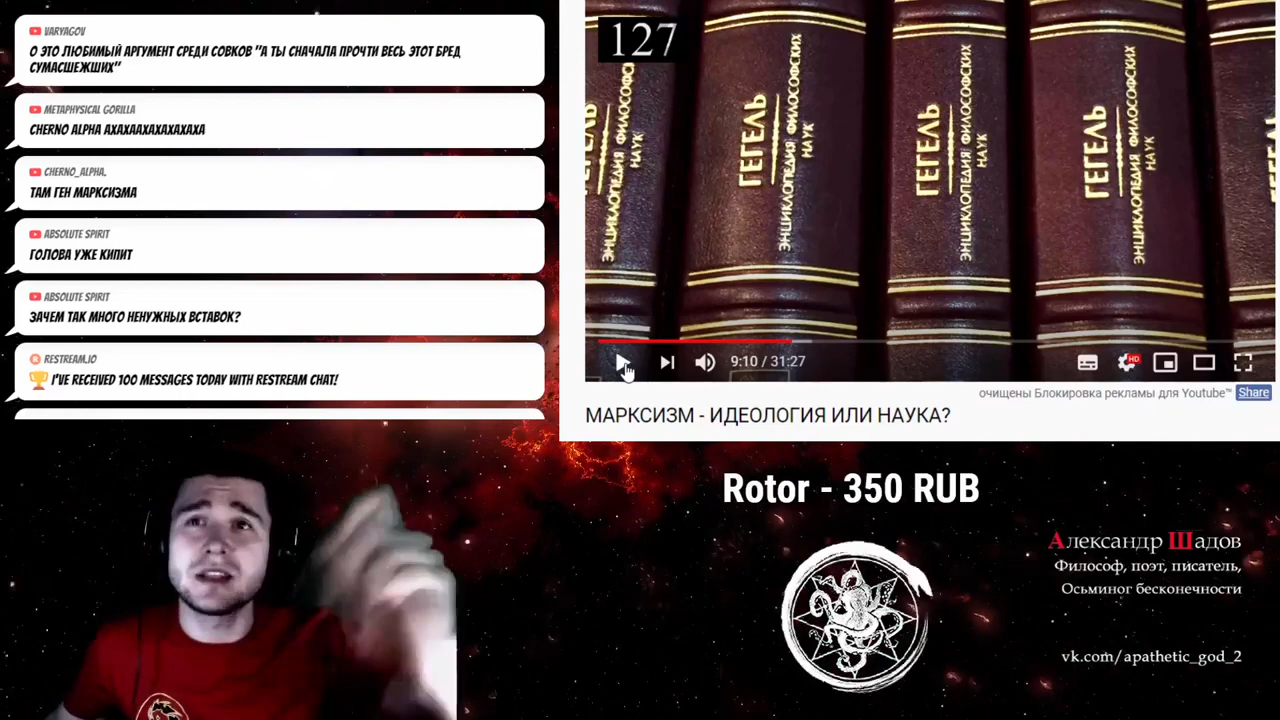 VARYAGOV
О ЭТО ЛЮБИМЫЙ АРГУМЕНТ СРЕДИ СОВКОВ "А ТЫ СНАЧАЛА ПРОЧТИ ВЕСЬ ЭТОТ БРЕД
СУМАСШЕЖШИХ"
METAPHYSICAL GORILLA
CHERNO ALPHA АХАХААХАХАХАХАХА
CHERNO_ALPHA.
ТАМ ГЕН МАРКСИЗМА
ABSOLUTE SPIRIT
ГОЛОВА УЖЕ КИПИТ
ABSOLUTE SPIRIT
ЗАЧЕМ ТАК МНОГО НЕНУЖНЫХ ВСТАВОК?
RESTREAM.IO
I'VE RECEIVED 100 MESSAGES TODAY WITH RESTREAM CHAT!
127
ЭНЦИКЛОПЕДИЯ ФИЛОСОФСКИХ
НАУК
ГЕГЕЛЬ
ЭНЦИКЛОПЕДИЯ ФИЛОСОФСКИХ
НАУК
ГЕГЕЛЬ
ЭНЦИКЛОПЕДИЯ ФИЛОСОФСКИХ
НАУК
ГЕГЕЛЬ
ЭНЦИКЛОПЕДИЯ ФИЛОСОФСКИХ
НАУК
9:10 / 31:27
HD
очищены Блокировка рекламы для Youtube™ Share
МАРКСИЗМ - ИДЕОЛОГИЯ ИЛИ НАУКА?
Rotor - 350 RUB
Александр Шадов
Философ, поэт, писатель,
Осьминог бесконечности
vk.com/apathetic_god_2